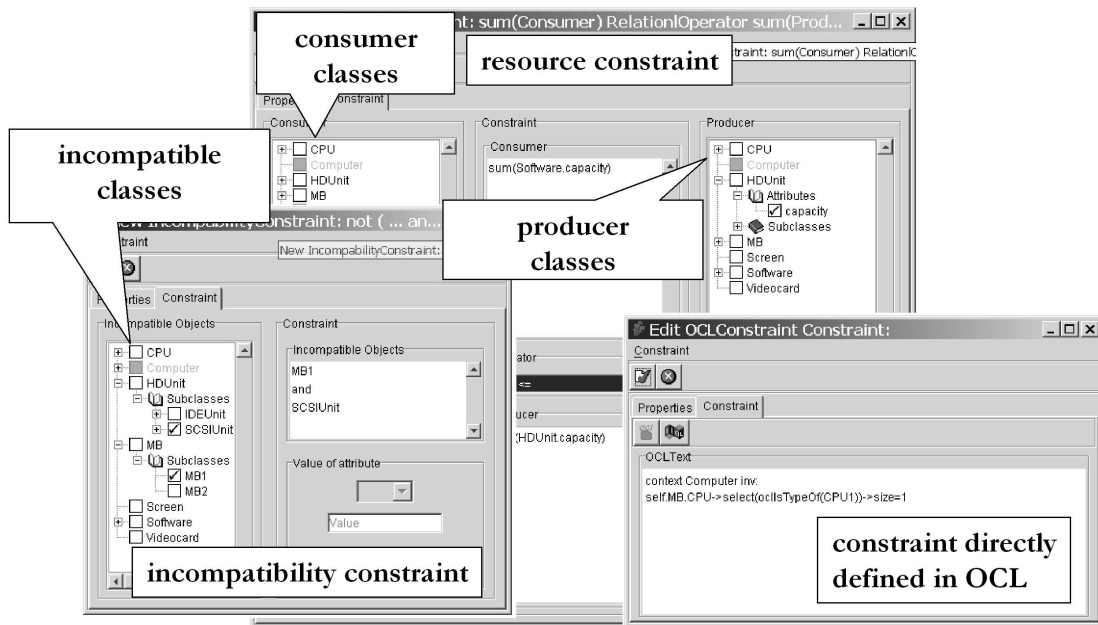 nt: sum(Consumer) RelationlOperator sum(Prod...
traint: sum(Consumer) Relationl
consumer
classes
resource constraint
Constraint
Consumer
Constraint
Producer
CPU
Computer
HDUnit
MB
Consumer
sum(Software.capacity)
CPU
Computer
HDUnit
Attributes
capacity
Subclasses
MB
Screen
Software
Videocard
incompatible
classes
producer
classes
New IncompabilityConstraint: not ( ... an...
New IncompabilityConstraint:
Properties
Constraint
Incompatible Objects
Constraint
CPU
Computer
HDUnit
Subclasses
IDEUnit
SCSIUnit
MB
Subclasses
MB1
MB2
Screen
Software
Videocard
Incompatible Objects
MB1
and
SCSIUnit
Value of attribute
Value
incompatibility constraint
ator
<=
ucer
(HDUnit.capacity)
Edit OCLConstraint Constraint:
Constraint
Properties
Constraint
OCLText
context Computer inv:
self.MB.CPU->select(oclIsTypeOf(CPU1))->size=1
constraint directly
defined in OCL